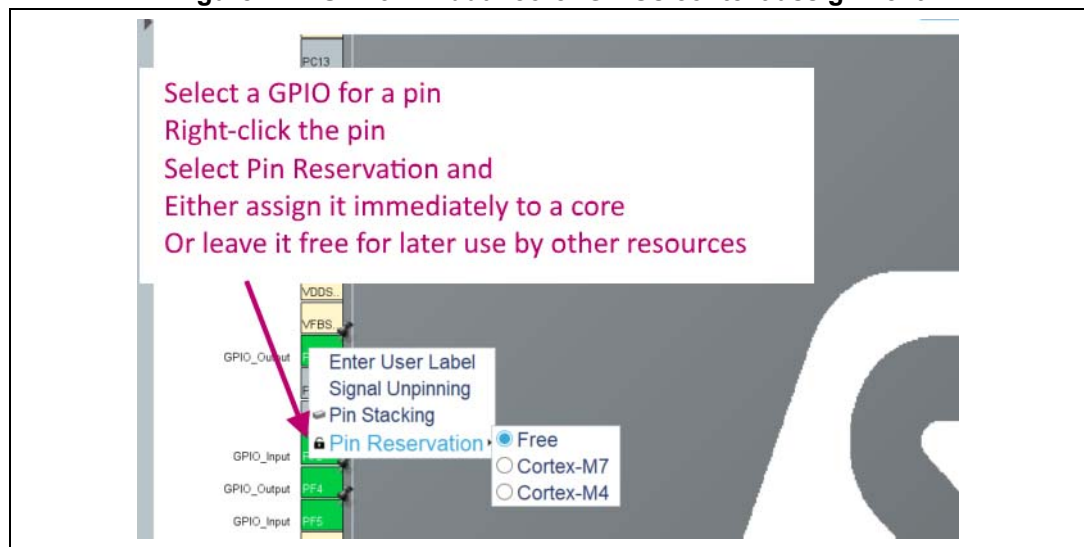 PC13
Select a GPIO for a pin
Right-click the pin
Select Pin Reservation and
Either assign it immediately to a core
Or leave it free for later use by other resources
VDDS..
VFBS..
GPIO_Output
Enter User Label
Signal Unpinning
Pin Stacking
Pin Reservation
Free
Cortex-M7
Cortex-M4
GPIO_Input
GPIO_Output PF4
GPIO_Input PF5